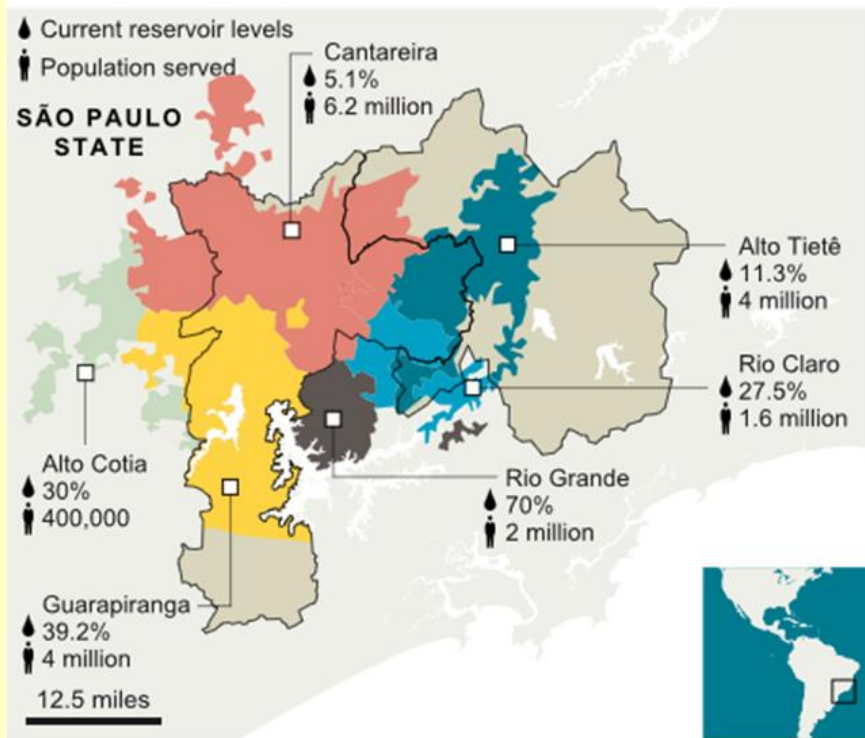 Current reservoir levels
Population served
SÃO PAULO
STATE
Cantareira
5.1%
6.2 million
Alto Tietê
11.3%
4 million
Rio Claro
27.5%
1.6 million
Rio Grande
70%
2 million
Alto Cotia
30%
400,000
Guarapiranga
39.2%
4 million
12.5 miles